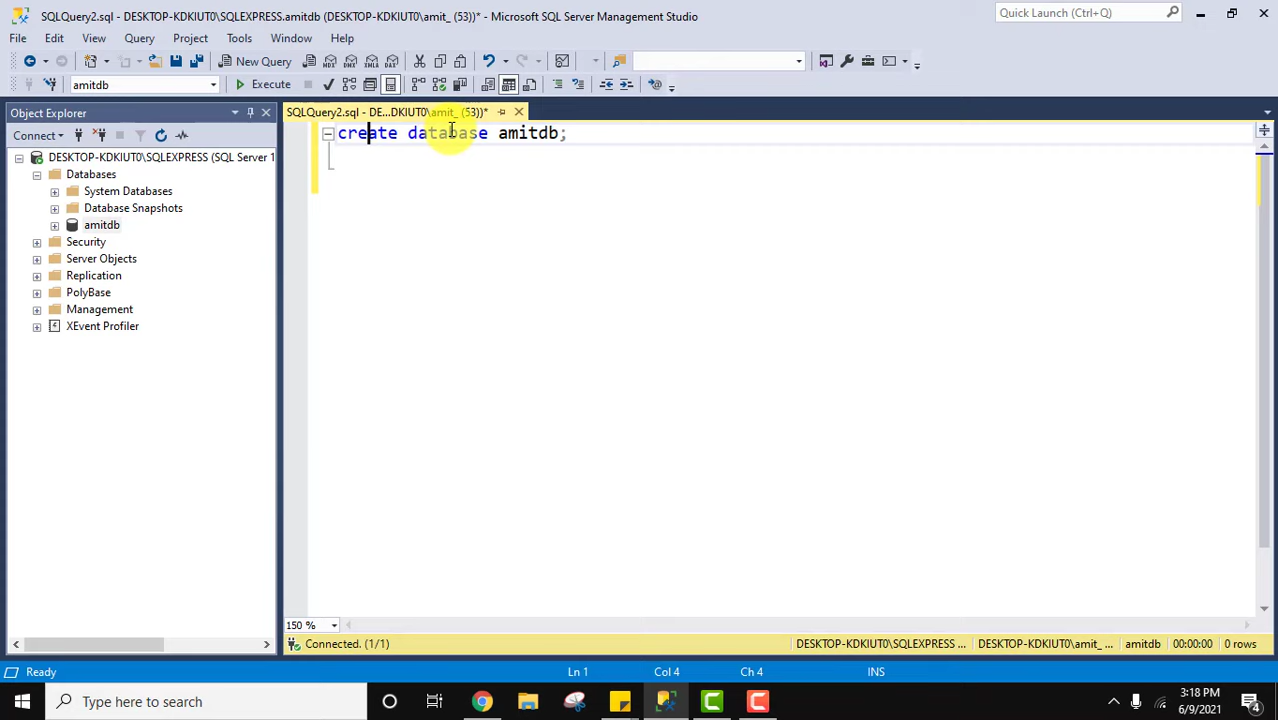 SQLQuery2.sql - DESKTOP-KDKIUT0\SQLEXPRESS.amitdb (DESKTOP-KDKIUT0\amit_ (53))* - Microsoft SQL Server Management Studio
Quick Launch (Ctrl+Q)
File Edit View Query Project Tools Window Help
New Query
MDX DMX XMLA DAX
amitdb
Execute
Object Explorer
SQLQuery2.sql - DE...DKIUT0\amit_ (53))*
Connect
create database amitdb;
DESKTOP-KDKIUT0\SQLEXPRESS (SQL Server 1
Databases
System Databases
Database Snapshots
amitdb
Security
Server Objects
Replication
PolyBase
Management
XEvent Profiler
150 %
Connected. (1/1)
DESKTOP-KDKIUT0\SQLEXPRESS ...
DESKTOP-KDKIUT0\amit_ ...
amitdb
00:00:00
0 rows
Ready
Ln 1
Col 4
Ch 4
INS
Type here to search
3:18 PM
6/9/2021
4